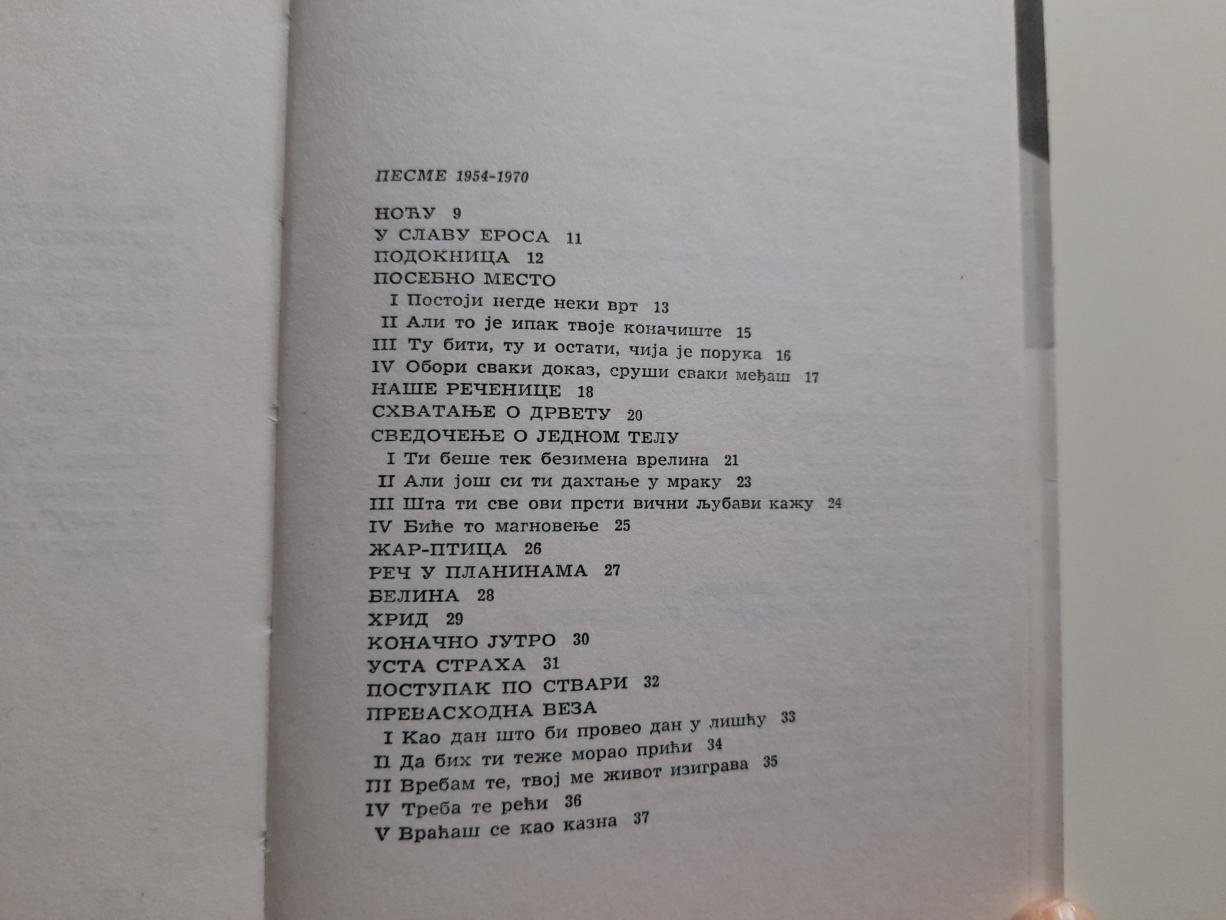 ПЕСМЕ 1954-1970
НОЋУ 9
У СЛАВУ ЕРОСА 11
ПОДОКНИЦА 12
ПОСЕБНО МЕСТО
I Постоји негде неки врт 13
II Али то је ипак твоје коначиште 15
III Ту бити, ту и остати, чија је порука 16
IV Обори сваки доказ, сруши сваки међаш 17
НАШЕ РЕЧЕНИЦЕ 18
СХВАТАЊЕ О ДРВЕТУ 20
СВЕДОЧЕЊЕ О ЈЕДНОМ ТЕЛУ
I Ти беше тек безимена врелина 21
II Али још си ти дахтање у мраку 23
III Шта ти све ови прсти вични љубави кажу 24
IV Биће то магновење 25
ЖАР-ПТИЦА 26
РЕЧ У ПЛАНИНАМА 27
БЕЛИНА 28
ХРИД 29
КОНАЧНО ЈУТРО 30
УСТА СТРАХА 31
ПОСТУПАК ПО СТВАРИ 32
ПРЕВАСХОДНА ВЕЗА
I Као дан што би провео дан у лишћу 33
II Да бих ти теже морао прићи 34
III Вребам те, твој ме живот изиграва 35
IV Треба те рећи 36
V Враћаш се као казна 37